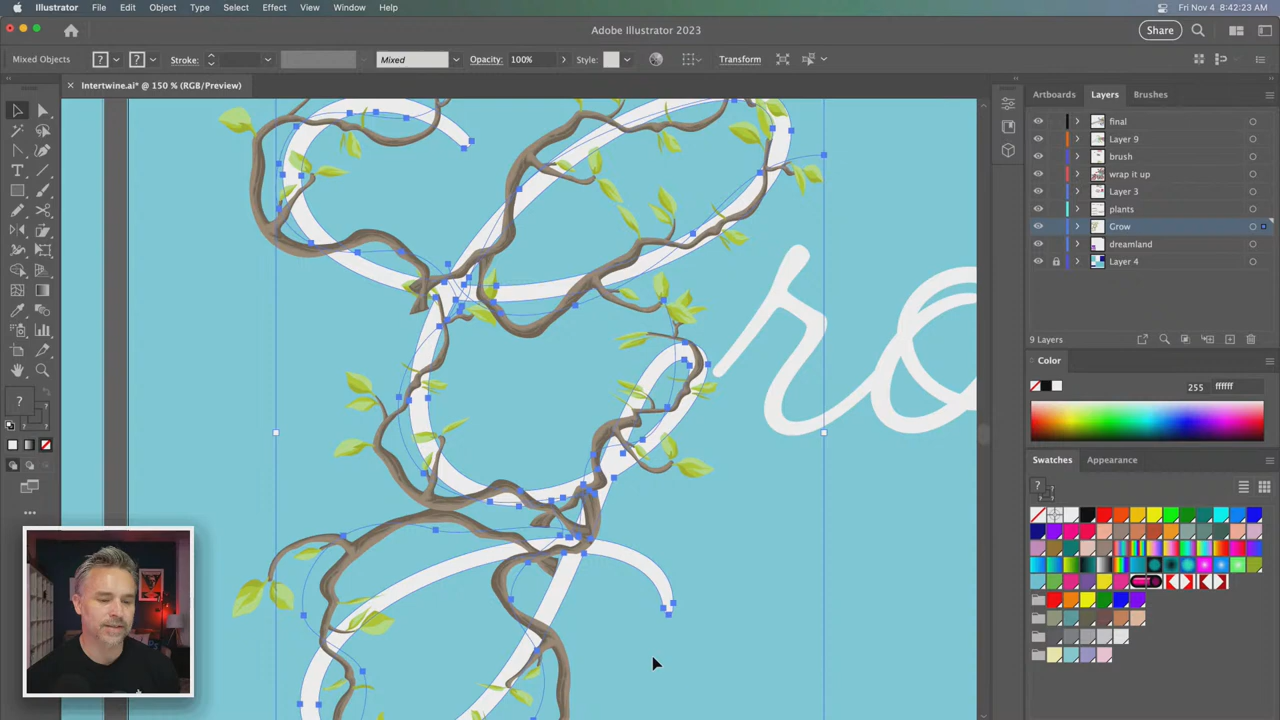 Illustrator File Edit Object Type Select Effect View Window Help
Fri Nov 4 8:42:23 AM
Adobe Illustrator 2023
Share
Mixed Objects
?
?
Stroke:
Mixed
Opacity: 100%
Style:
Transform
Intertwine.ai* @ 150 % (RGB/Preview)
Artboards Layers Brushes
final
Layer 9
brush
wrap it up
Layer 3
plants
Grow
dreamland
Layer 4
ro
9 Layers
Color
255 ffffff
?
Swatches Appearance
?